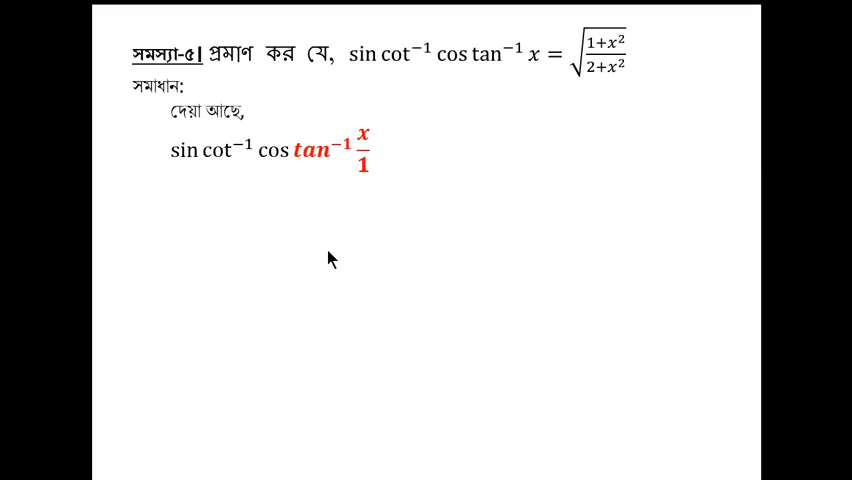 সমস্যা-৫। প্রমাণ কর যে, sin cot⁻¹ cos tan⁻¹ x = √((1+x²)/(2+x²))
সমাধান:
দেয়া আছে,
sin cot⁻¹ cos tan⁻¹ x/1